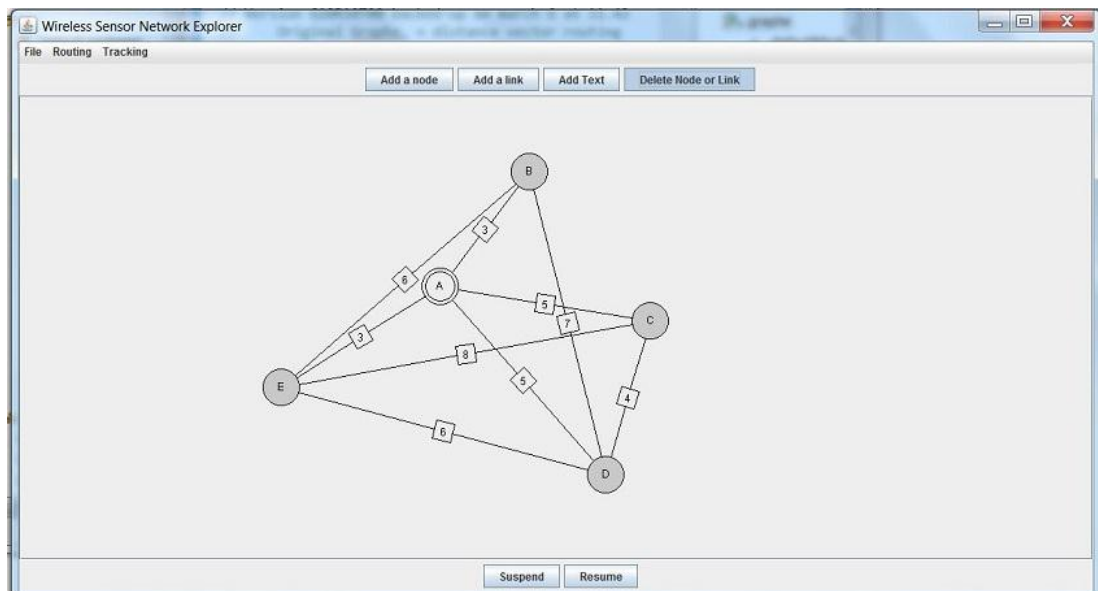 Wireless Sensor Network Explorer
File Routing Tracking
Add a node Add a link Add Text Delete Node or Link
B
3
6
A
5
C
7
3
8
5
E
4
6
D
Suspend Resume